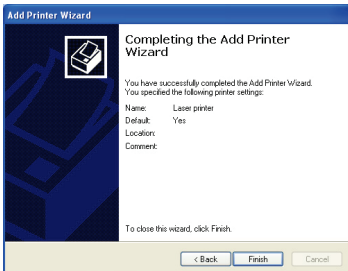 Add Printer Wizard
Completing the Add Printer
Wizard
You have successfully completed the Add Printer Wizard.
You specified the following printer settings:
Name: Laser printer
Default: Yes
Location:
Comment:
To close this wizard, click Finish.
< Back Finish Cancel